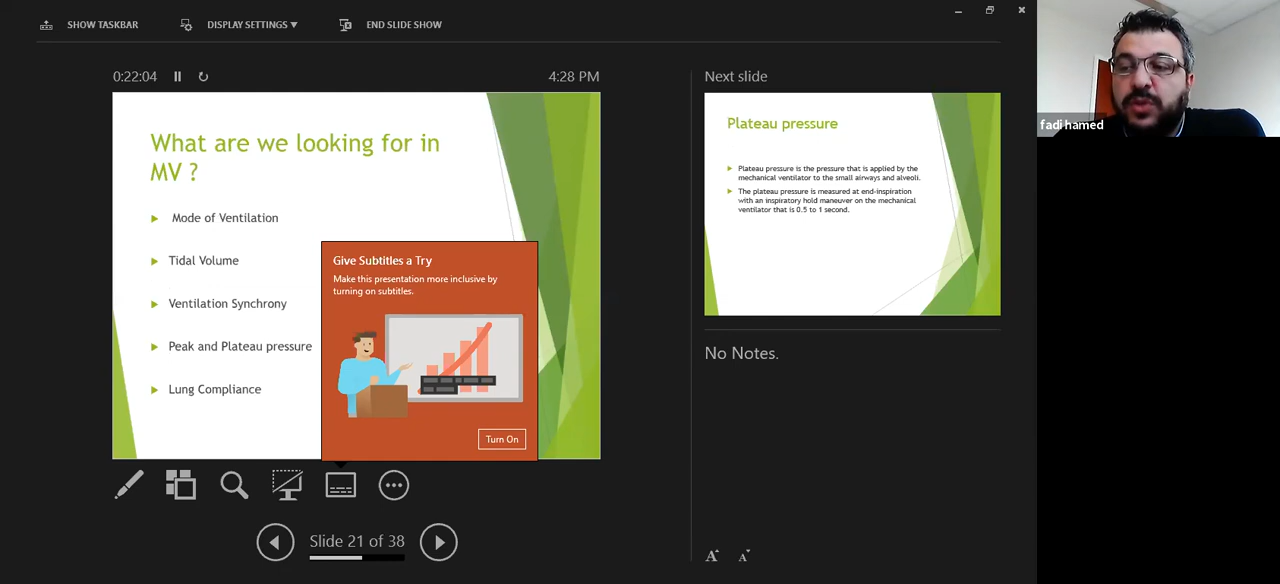 SHOW TASKBAR
DISPLAY SETTINGS ▼
END SLIDE SHOW
0:22:04
4:28 PM
What are we looking for in
MV ?
Mode of Ventilation
Tidal Volume
Ventilation Synchrony
Peak and Plateau pressure
Lung Compliance
Give Subtitles a Try
Make this presentation more inclusive by
turning on subtitles.
Turn On
Slide 21 of 38
Next slide
Plateau pressure
Plateau pressure is the pressure that is applied by the
mechanical ventilator to the small airways and alveoli.
The plateau pressure is measured at end-inspiration
with an inspiratory hold maneuver on the mechanical
ventilator that is 0.5 to 1 second.
No Notes.
A A
fadi hamed